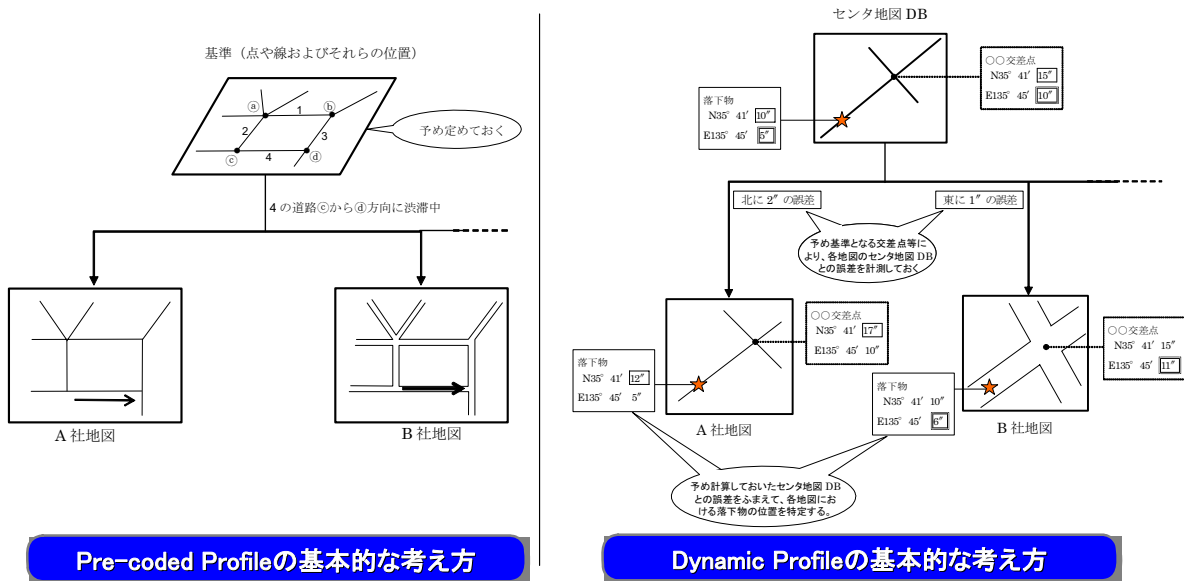 基準（点や線およびそれらの位置）
ⓐ
ⓑ
1
2
3
ⓒ
4
ⓓ
予め定めておく
4 の道路ⓒからⓓ方向に渋滞中
A 社地図
B 社地図
Pre-coded Profileの基本的な考え方
センタ地図 DB
〇〇交差点
N35° 41′ 15″
E135° 45′ 10″
落下物
N35° 41′ 10″
E135° 45′ 5″
北に 2″ の誤差
東に 1″ の誤差
予め基準となる交差点等に
より、各地図のセンタ地図 DB
との誤差を計測しておく
〇〇交差点
N35° 41′ 17″
E135° 45′ 10″
落下物
N35° 41′ 12″
E135° 45′ 5″
A 社地図
〇〇交差点
N35° 41′ 15″
E135° 45′ 11″
落下物
N35° 41′ 10″
E135° 45′ 6″
B 社地図
予め計算しておいたセンタ地図 DB
との誤差をふまえて、各地図にお
ける落下物の位置を特定する。
Dynamic Profileの基本的な考え方